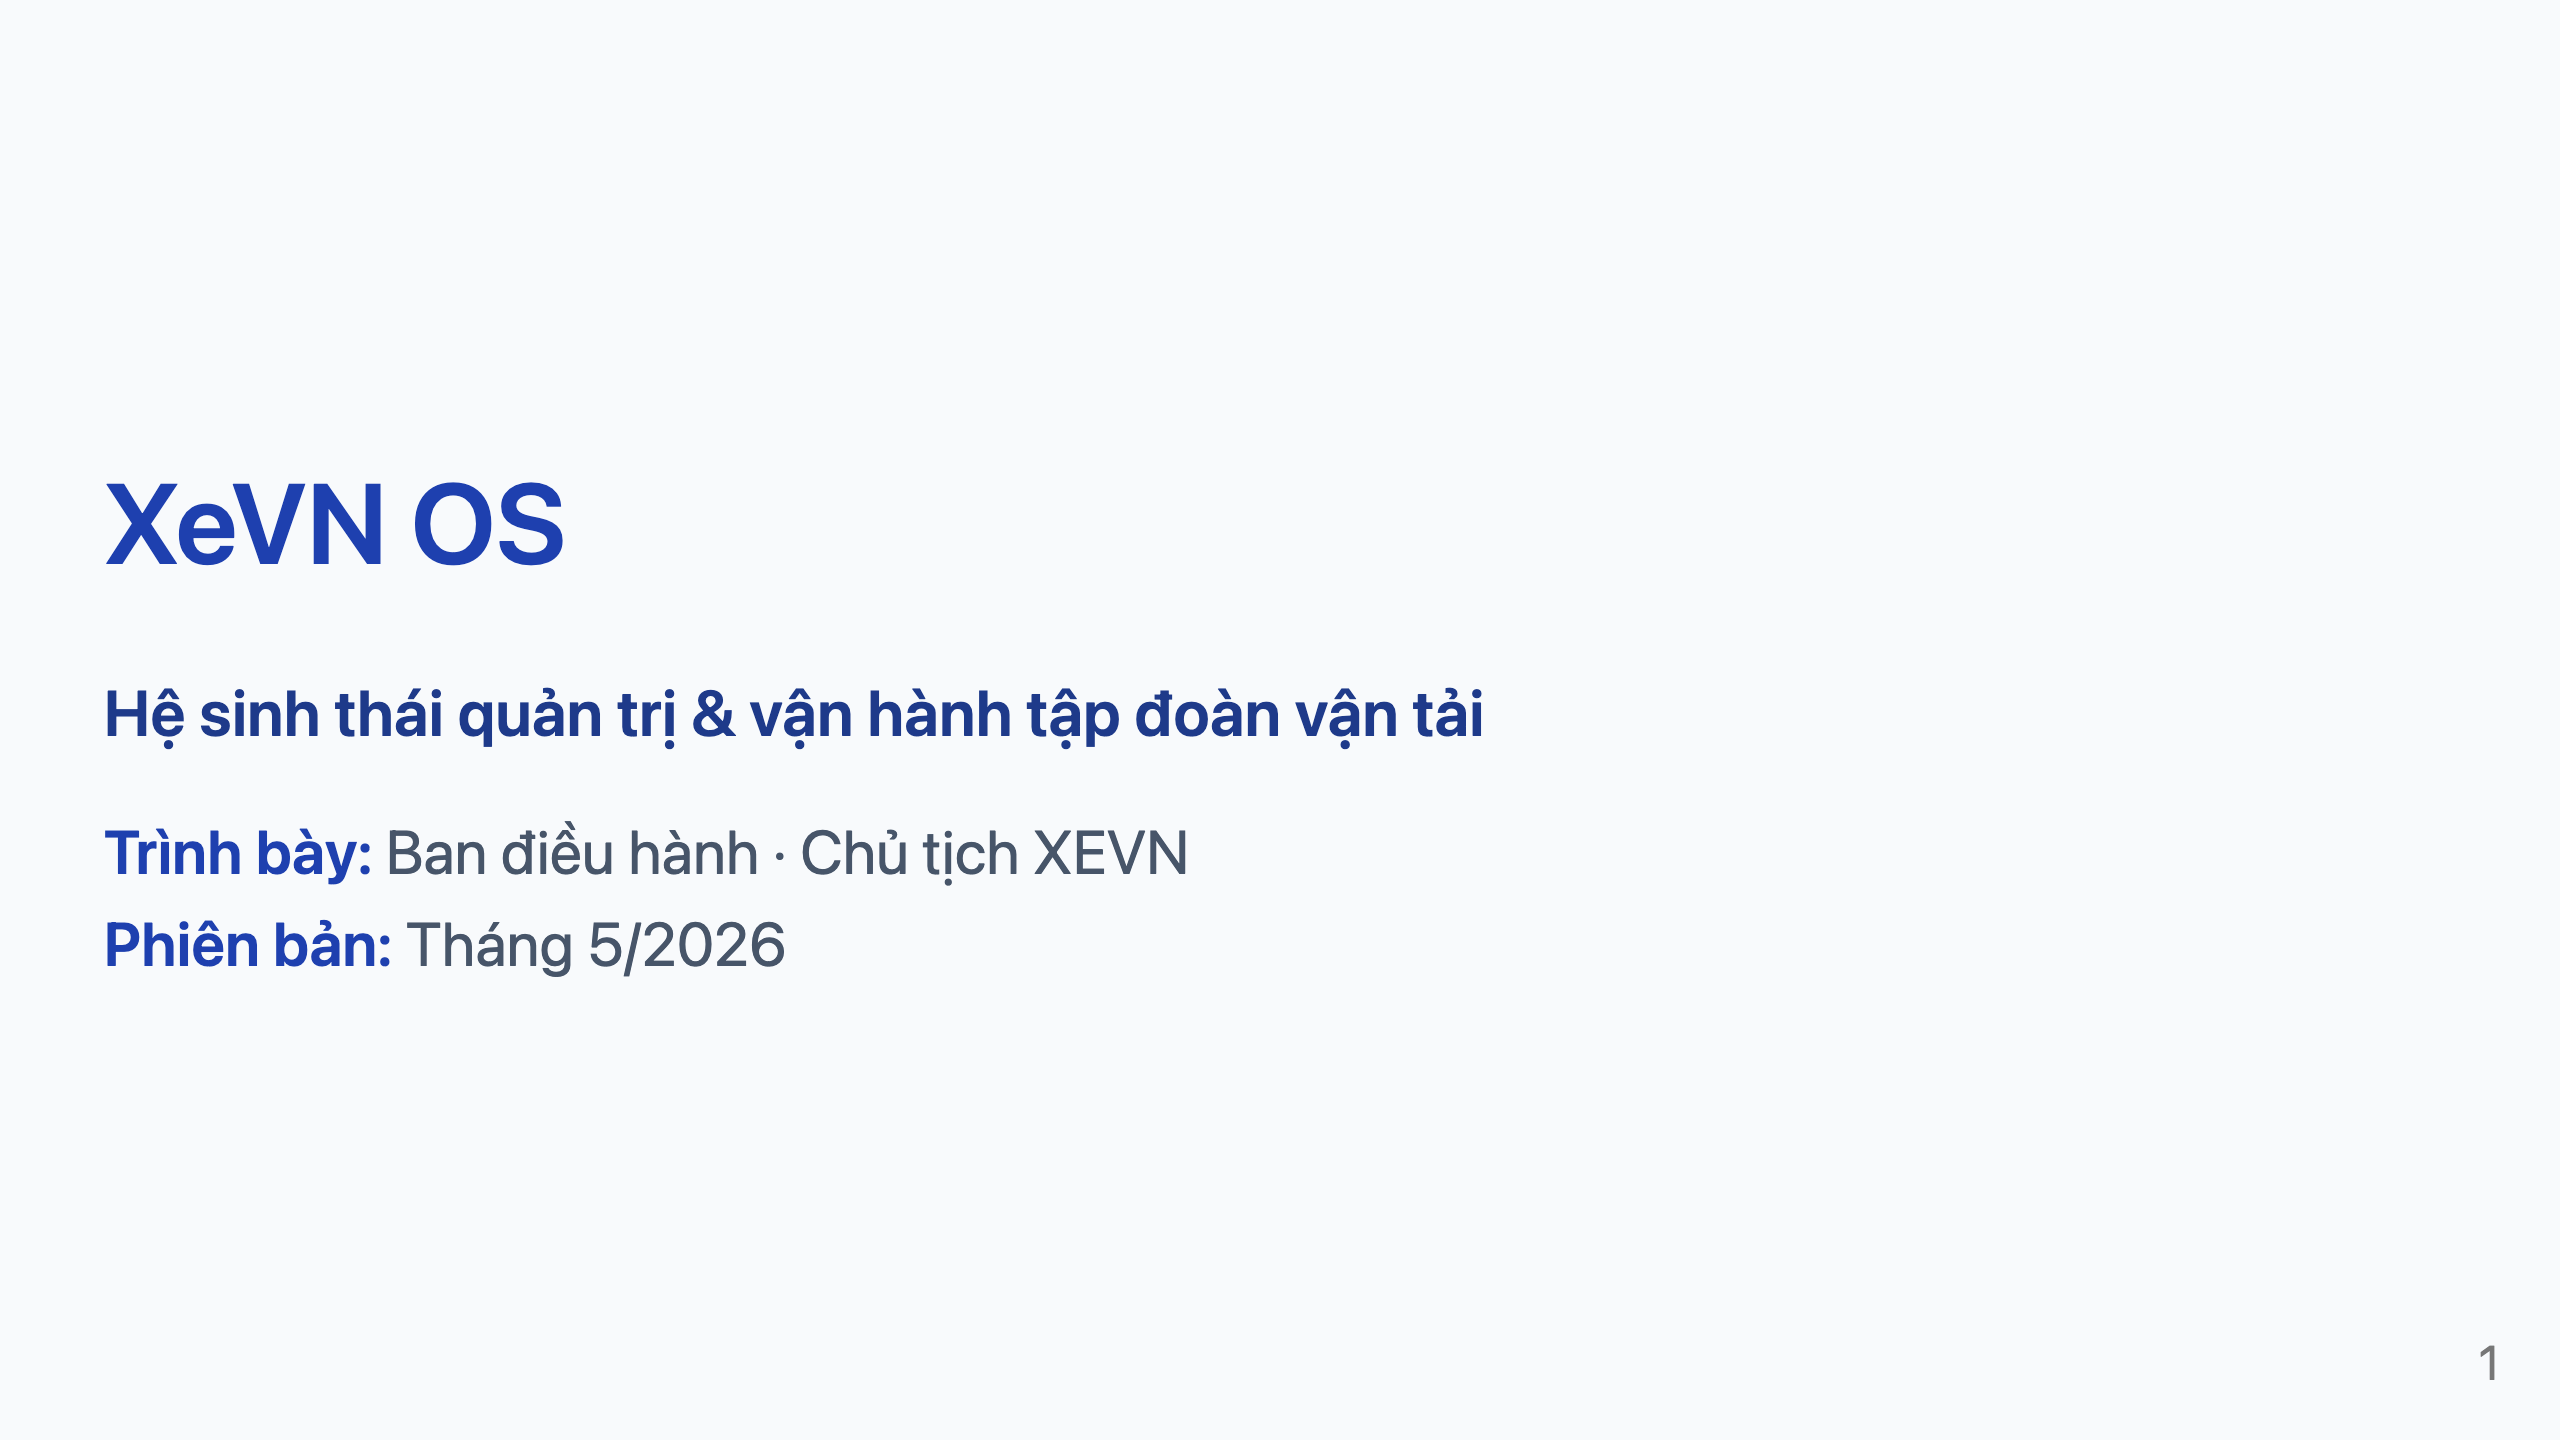 XeVN OS
Hệ sinh thái quản trị & vận hành tập đoàn vận tải
Trình bày: Ban điều hành · Chủ tịch XEVN
Phiên bản: Tháng 5/2026
1